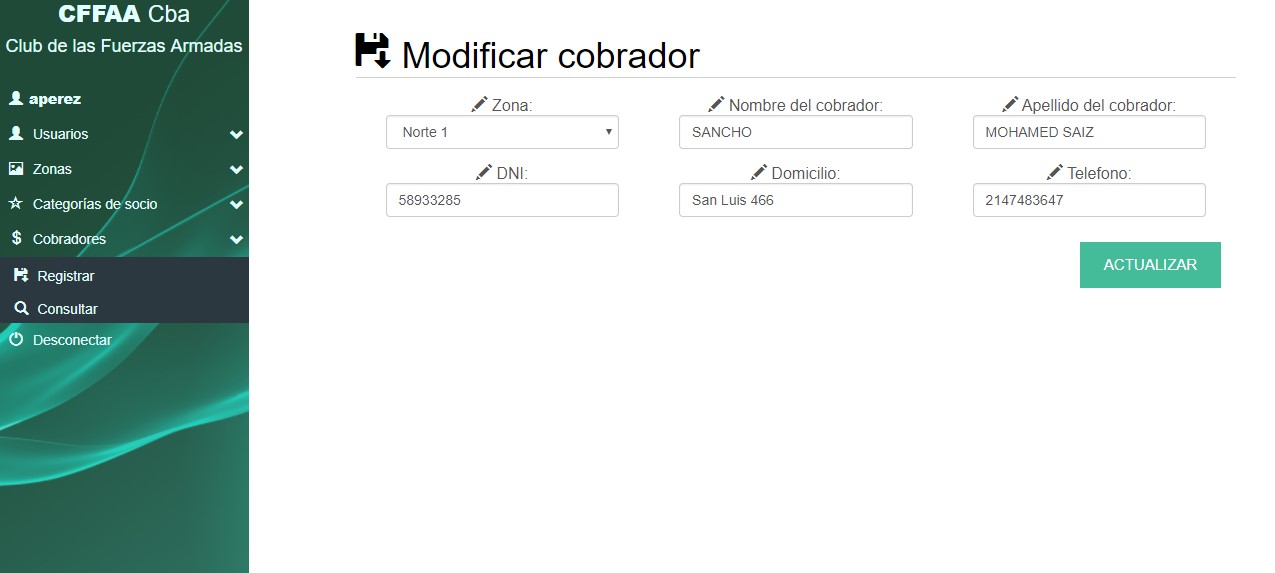 CFFAA Cba
Club de las Fuerzas Armadas
aperez
Usuarios
Zonas
Categorías de socio
Cobradores
Registrar
Consultar
Desconectar
Modificar cobrador
Zona: Nombre del cobrador: Apellido del cobrador:
Norte 1 SANCHO MOHAMED SAIZ
DNI: Domicilio: Telefono:
58933285 San Luis 466 2147483647
ACTUALIZAR